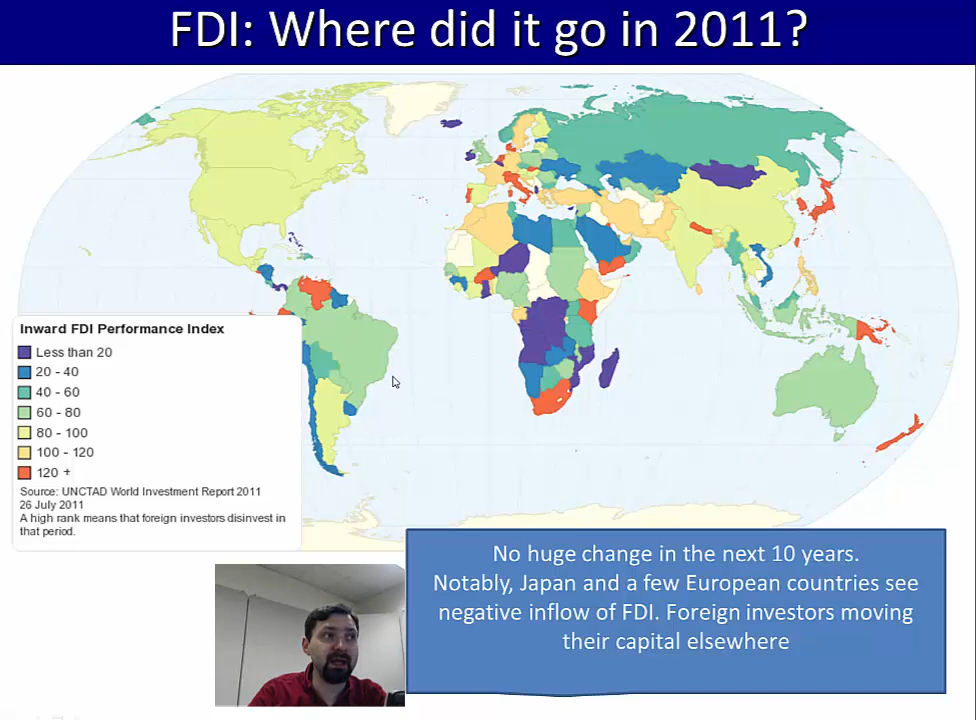 FDI: Where did it go in 2011?
Inward FDI Performance Index
Less than 20
20 - 40
40 - 60
60 - 80
80 - 100
100 - 120
120 +
Source: UNCTAD World Investment Report 2011
26 July 2011
A high rank means that foreign investors disinvest in
that period.
No huge change in the next 10 years.
Notably, Japan and a few European countries see
negative inflow of FDI. Foreign investors moving
their capital elsewhere